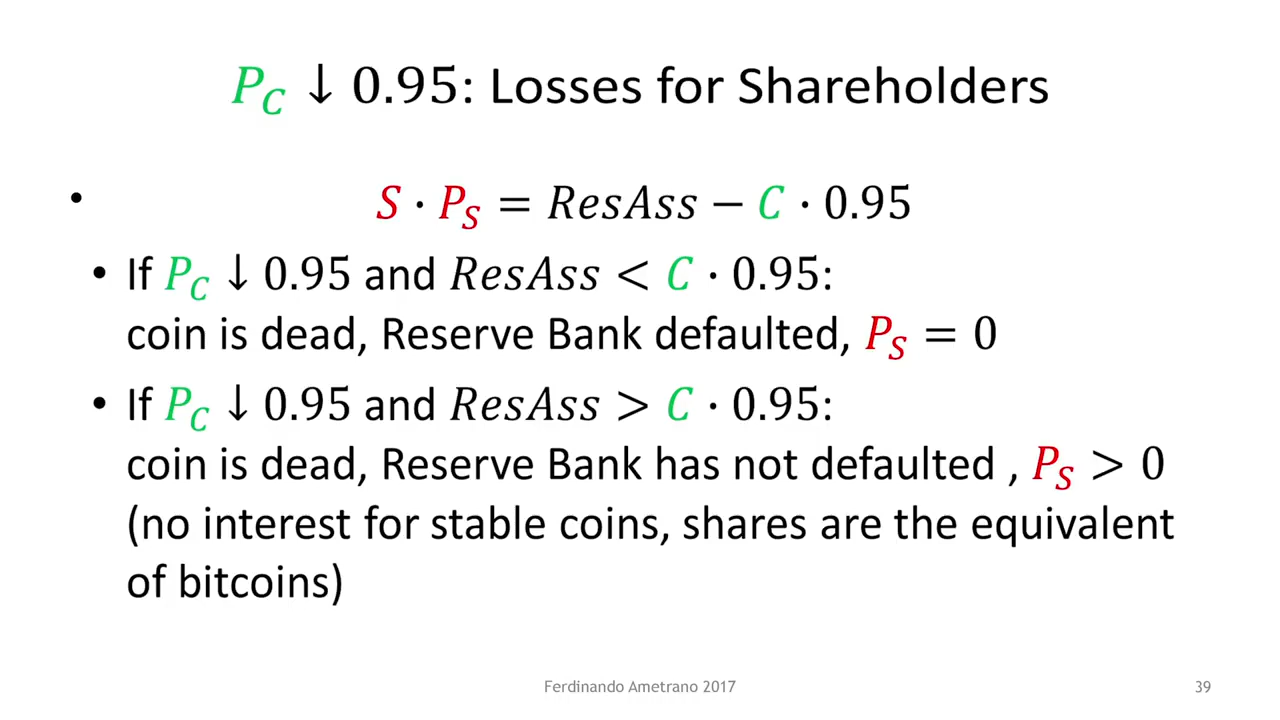 P_C ↓ 0.95: Losses for Shareholders
• S · P_S = ResAss − C · 0.95
• If P_C ↓ 0.95 and ResAss < C · 0.95:
coin is dead, Reserve Bank defaulted, P_S = 0
• If P_C ↓ 0.95 and ResAss > C · 0.95:
coin is dead, Reserve Bank has not defaulted , P_S > 0
(no interest for stable coins, shares are the equivalent
of bitcoins)
Ferdinando Ametrano 2017
39